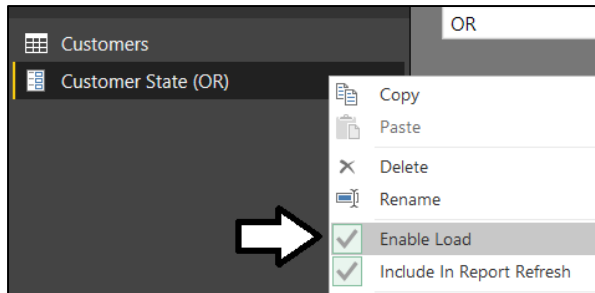 OR
Customers
Customer State (OR)
Copy
Paste
Delete
Rename
Enable Load
Include In Report Refresh